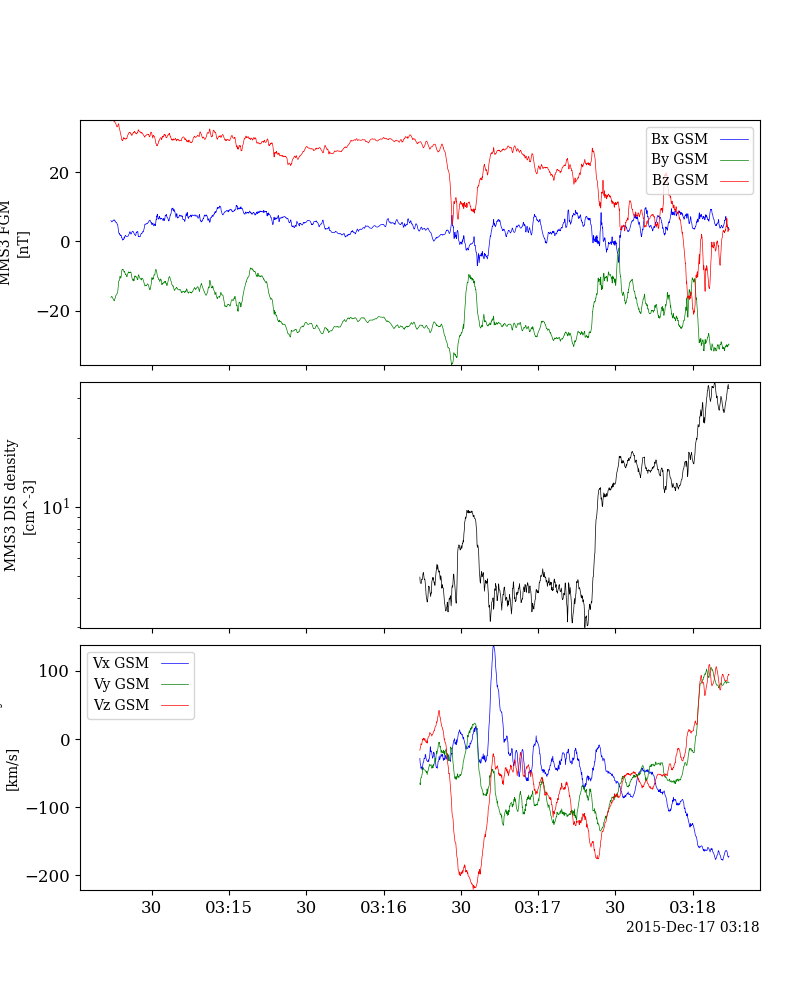 Bx GSM
By GSM
Bz GSM
20
0
−20
MMS3 FGM
[nT]
10^1
MMS3 DIS density
[cm^-3]
Vx GSM
Vy GSM
Vz GSM
100
0
−100
−200
[km/s]
30 03:15 30 03:16 30 03:17 30 03:18
2015-Dec-17 03:18